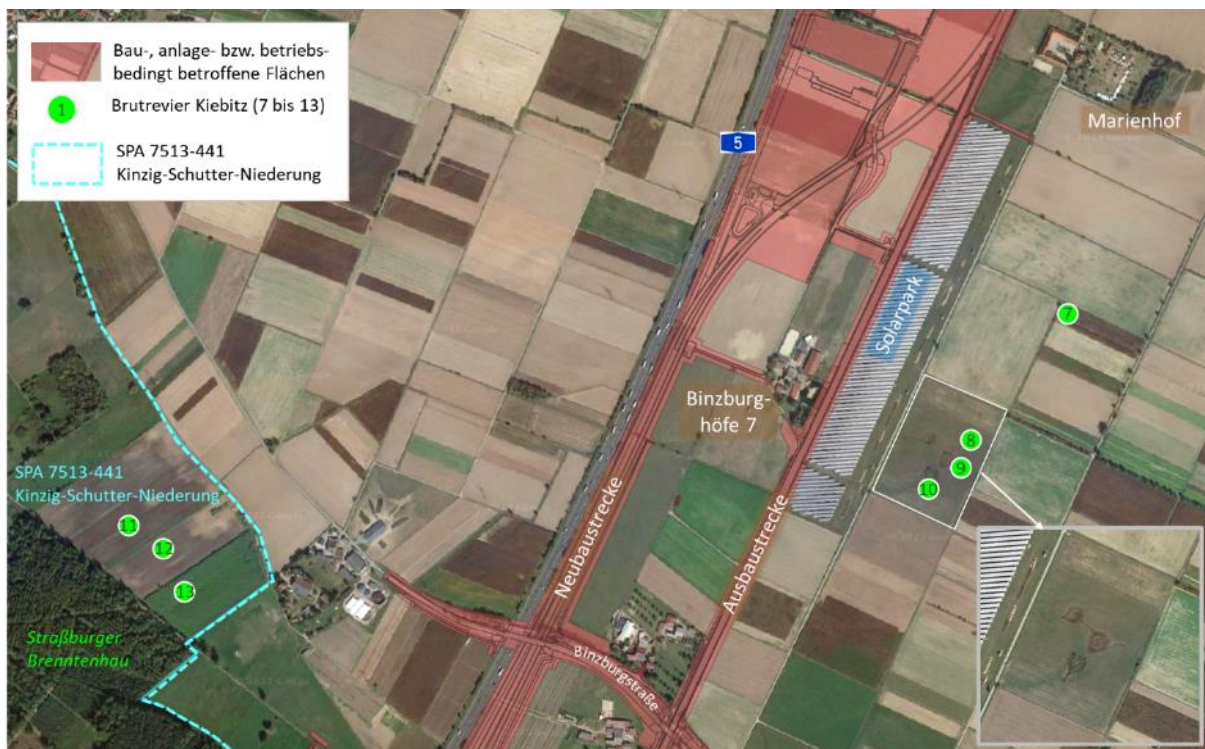 Bau-, anlage- bzw. betriebs-
bedingt betroffene Flächen
1
Brutrevier Kiebitz (7 bis 13)
SPA 7513-441
Kinzig-Schutter-Niederung
5
Marienhof
Solarpark
7
Binzburg-
höfe 7
8
9
10
SPA 7513-441
Kinzig-Schutter-Niederung
11
12
13
Neubaustrecke
Ausbaustrecke
Straßburger
Brenntenhau
Binzburgstraße